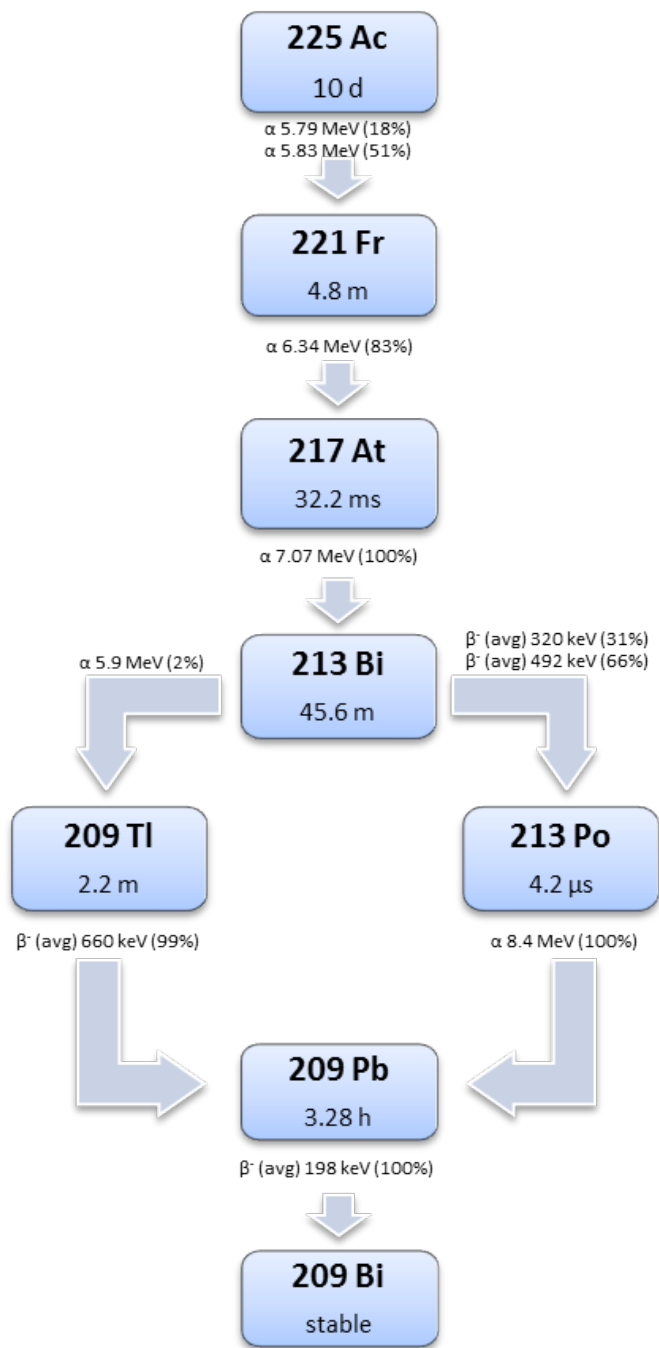 225 Ac
10 d
α 5.79 MeV (18%)
α 5.83 MeV (51%)
221 Fr
4.8 m
α 6.34 MeV (83%)
217 At
32.2 ms
α 7.07 MeV (100%)
α 5.9 MeV (2%)
213 Bi
45.6 m
β⁻ (avg) 320 keV (31%)
β⁻ (avg) 492 keV (66%)
209 Tl
2.2 m
β⁻ (avg) 660 keV (99%)
213 Po
4.2 µs
α 8.4 MeV (100%)
209 Pb
3.28 h
β⁻ (avg) 198 keV (100%)
209 Bi
stable